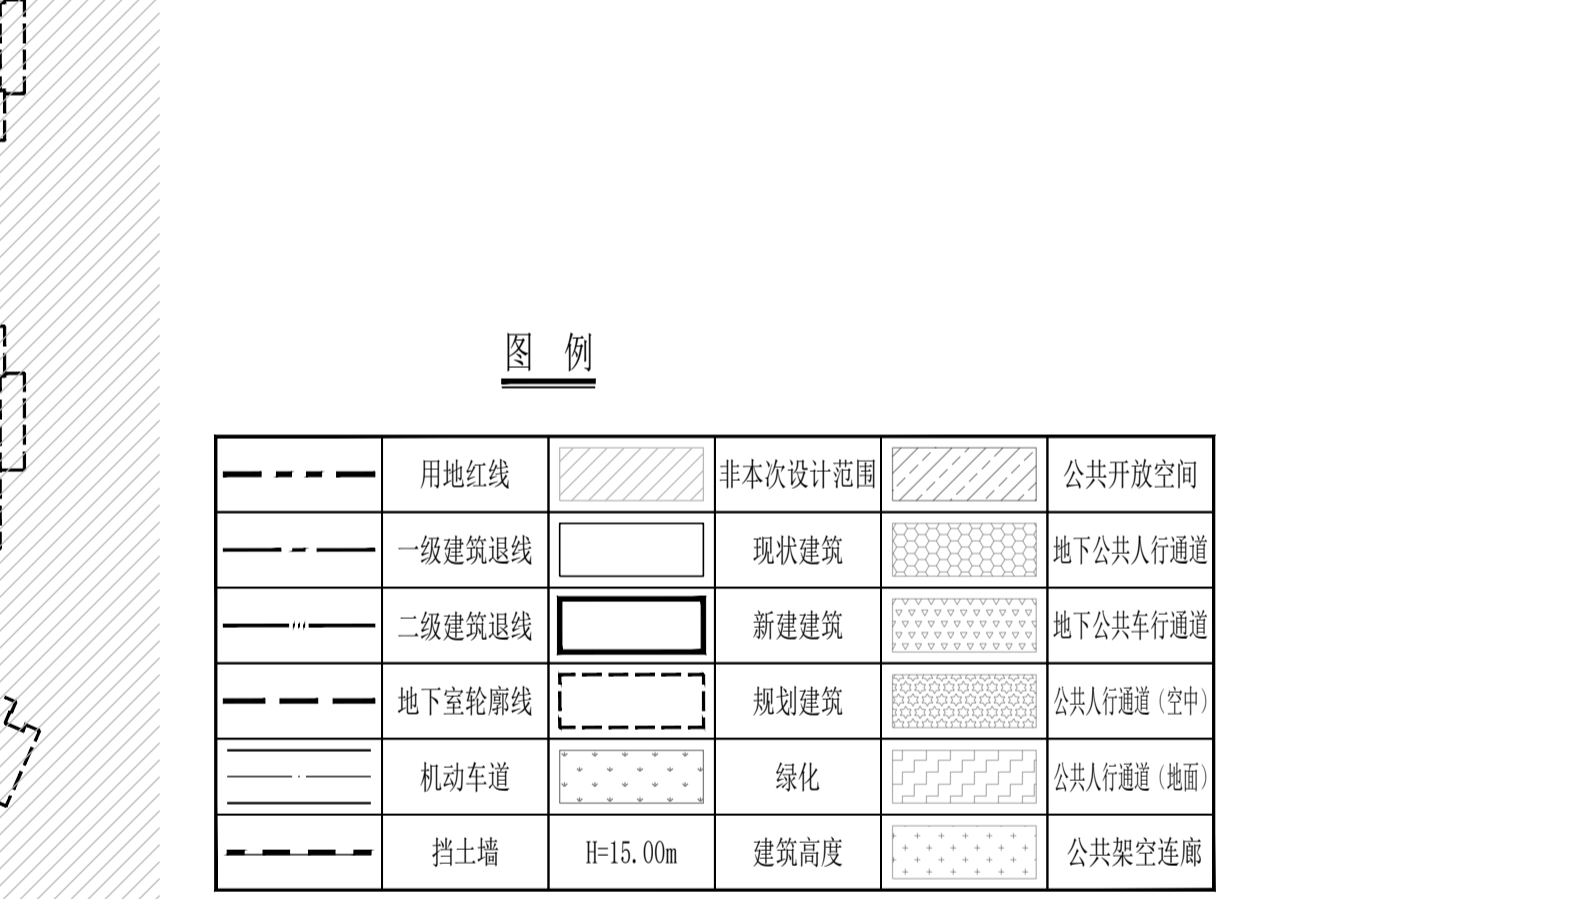 图 例
用地红线 非本次设计范围 公共开放空间
一级建筑退线 现状建筑 地下公共人行通道
二级建筑退线 新建建筑 地下公共车行通道
地下室轮廓线 规划建筑 公共人行通道（空中）
机动车道 绿化 公共人行通道（地面）
挡土墙 H=15.00m 建筑高度 公共架空连廊